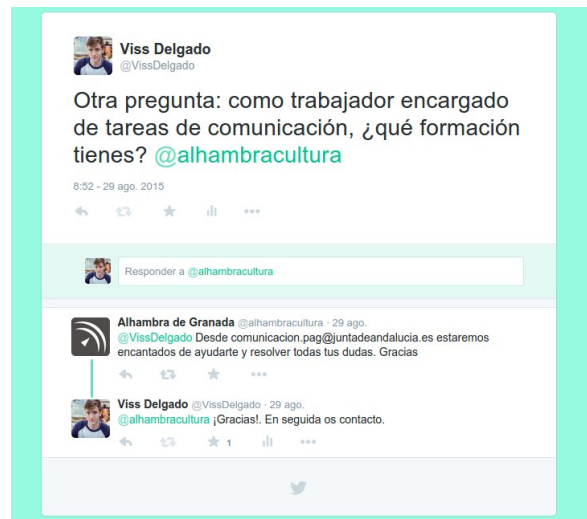 Viss Delgado
@VissDelgado
Otra pregunta: como trabajador encargado
de tareas de comunicación, ¿qué formación
tienes? @alhambracultura
8:52 - 29 ago. 2015
Responder a @alhambracultura
Alhambra de Granada @alhambracultura · 29 ago.
@VissDelgado Desde comunicacion.pag@juntadeandalucia.es estaremos
encantados de ayudarte y resolver todas tus dudas. Gracias
Viss Delgado @VissDelgado · 29 ago.
@alhambracultura ¡Gracias!. En seguida os contacto.
1